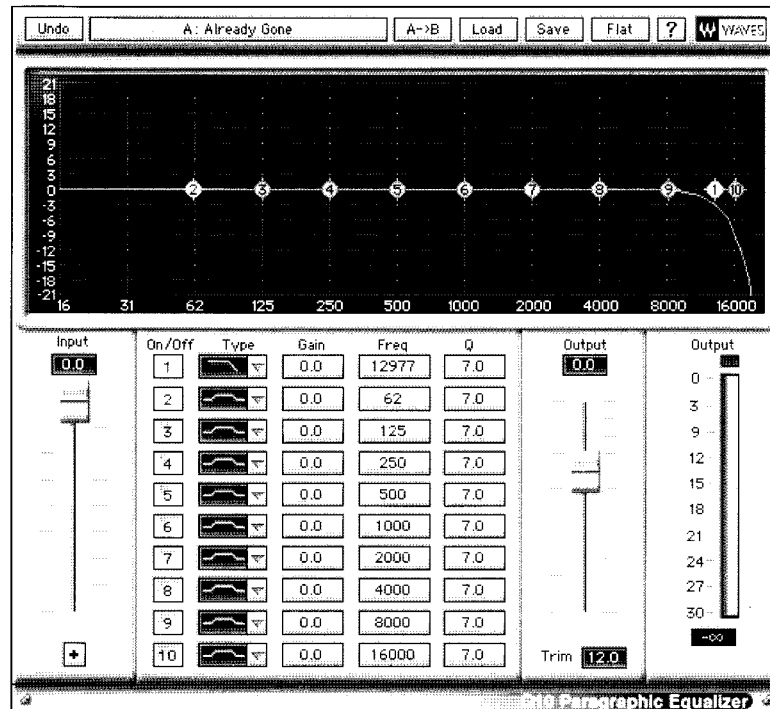 Undo A: Already Gone A->B Load Save Flat ? W WAVES
21
18
15
12
9
6
3
0
-3
-6
-9
-12
-15
-18
-21
2 3 4 5 6 7 8 9 1 10
16 31 62 125 250 500 1000 2000 4000 8000 16000
Input On/Off Type Gain Freq Q Output Output
0.0 0.0
1 0.0 12977 7.0
2 0.0 62 7.0
3 0.0 125 7.0
4 0.0 250 7.0
5 0.0 500 7.0
6 0.0 1000 7.0
7 0.0 2000 7.0
8 0.0 4000 7.0
9 0.0 8000 7.0
10 0.0 16000 7.0
+
Trim 12.0
0
3
9
12
15
18
21
24
27
30
-∞
Q10 Paragraphic Equalizer